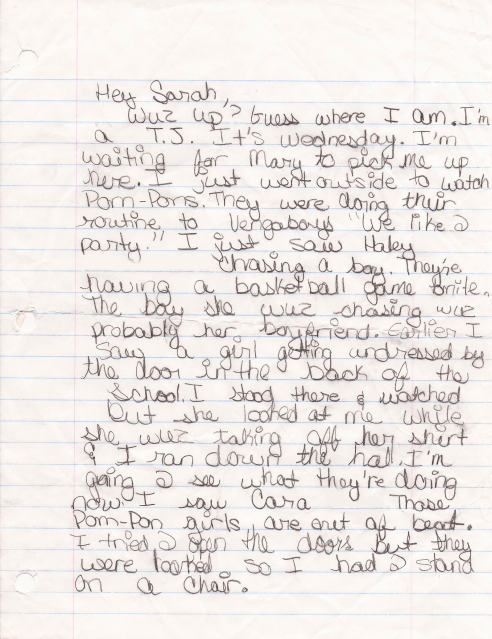 Hey Sarah,
Wuz up? Guess where I am. I'm
a T.J. It's Wednesday. I'm
waiting for Mary to pick me up
here. I just went outside to watch
Pom-Pons. They were doing their
routine to Vengaboys "We like 2
party." I just saw Haley
chasing a boy. They're
having a basketball game tonite.
The boy she wuz chasing wuz
probably her boyfriend. Earlier I
saw a girl getting undressed by
the door in the back of the
School. I stood there & watched
but she looked at me while
she wuz taking off her shirt
& I ran down the hall. I'm
going 2 see what they're doing
now. I saw Cara Those
Pom-Pon girls are out of beat.
I tried 2 open the doors but they
were locked so I had 2 stand
on a chair.